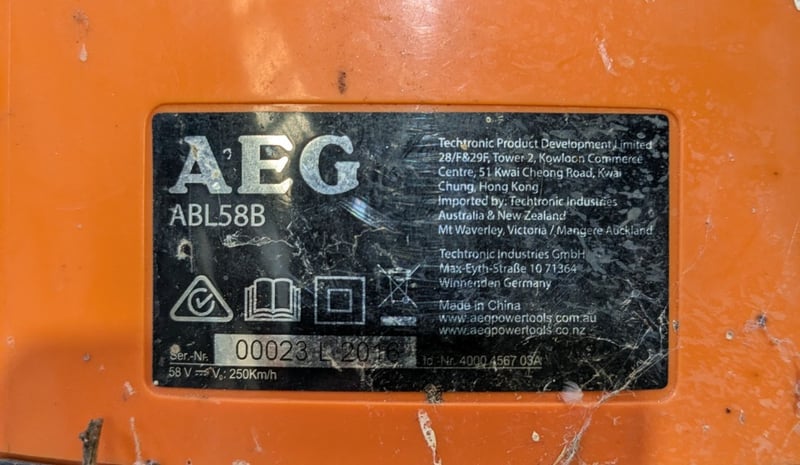 AEG
ABL58B
Techtronic Product Development Limited
28/F&29F, Tower 2, Kowloon Commerce
Centre, 51 Kwai Cheong Road, Kwai
Chung, Hong Kong
Imported by: Techtronic Industries
Australia & New Zealand
Mt Waverley, Victoria / Mangere Auckland
Techtronic Industries GmbH
Max-Eyth-Straße 10 71364
Winnenden Germany
Made in China
www.aegpowertools.com.au
www.aegpowertools.co.nz
Ser.-Nr. 00023 L 2016 Id.-Nr. 4000 4567 03A
58 V ⎓ V₀: 250Km/h